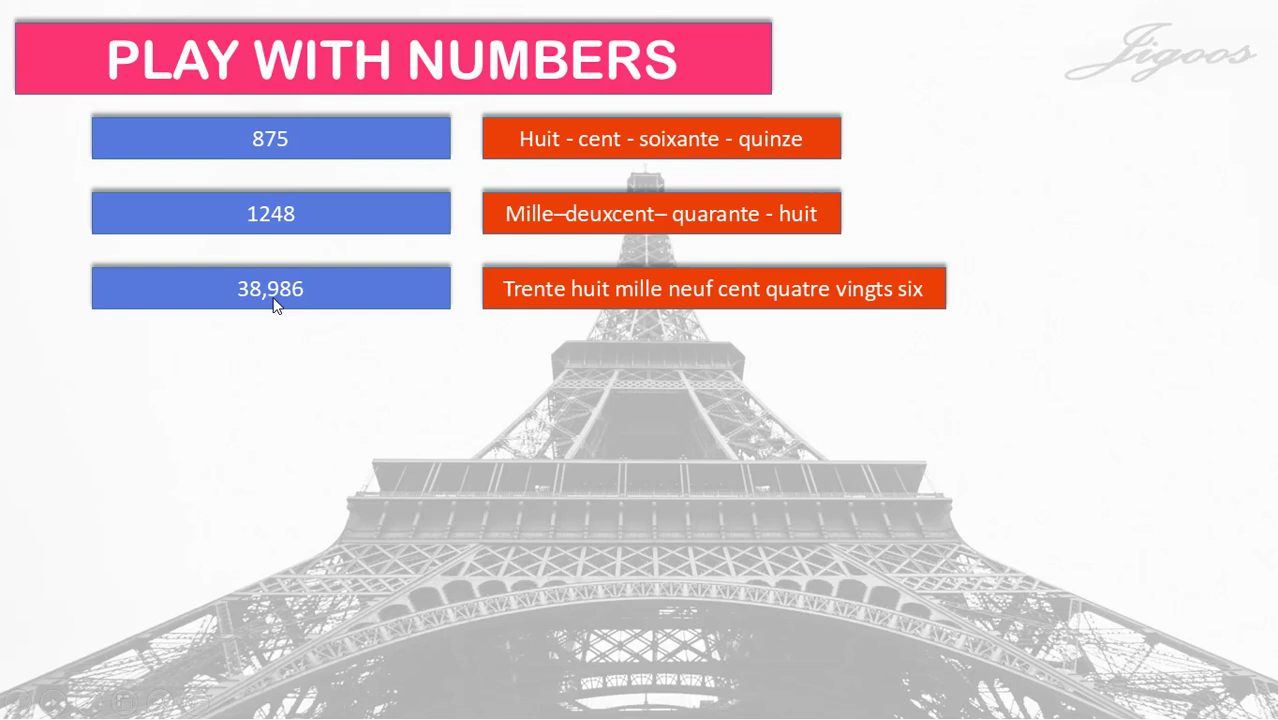 PLAY WITH NUMBERS
Jigoos
875
Huit - cent - soixante - quinze
1248
Mille–deuxcent– quarante - huit
38,986
Trente huit mille neuf cent quatre vingts six